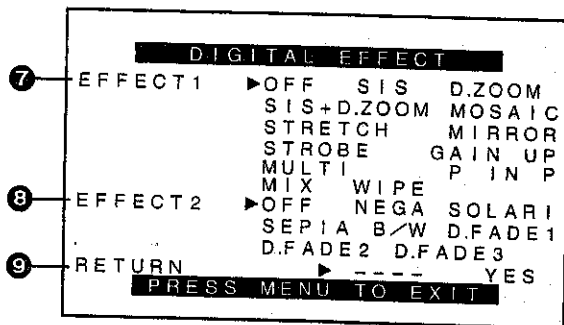 DIGITAL EFFECT
7 EFFECT1 ▶OFF SIS D.ZOOM
SIS+D.ZOOM MOSAIC
STRETCH MIRROR
STROBE GAIN UP
MULTI P IN P
MIX WIPE
8 EFFECT2 ▶OFF NEGA SOLARI
SEPIA B/W D.FADE1
D.FADE2 D.FADE3
9 RETURN ▶ ---- YES
PRESS MENU TO EXIT